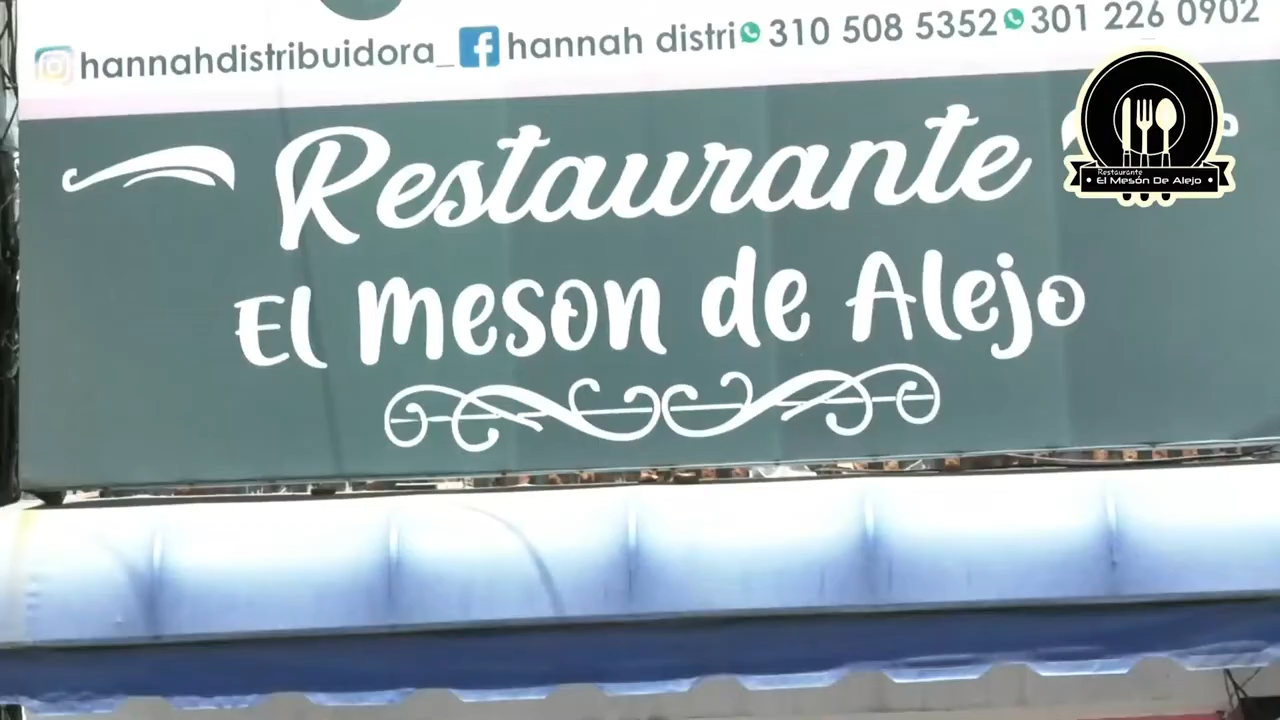 hannahdistribuidora_ hannah distri 310 508 5352 301 226 0902
Restaurante
El meson de Alejo
Restaurante
El Mesón De Alejo